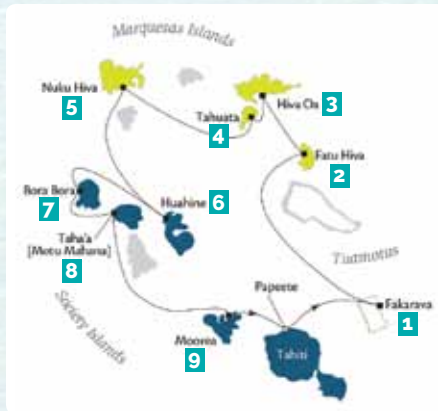 Marquesas Islands
Nuku Hiva
5
Hiva Oa
3
Tahuata
4
Fatu Hiva
2
Bora Bora
7
Huahine
6
Taha'a
[Motu Mahana]
8
Tuamotus
Papeete
Fakarava
1
Society Islands
Moorea
9
Tahiti